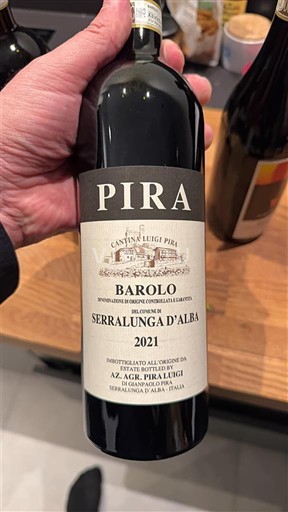 PIRA
CANTINA LUIGI PIRA
BAROLO
DENOMINAZIONE DI ORIGINE CONTROLLATA E GARANTITA
DEL COMUNE DI
SERRALUNGA D'ALBA
2021
IMBOTTIGLIATO ALL'ORIGINE DA
ESTATE BOTTLED BY
AZ. AGR. PIRA LUIGI
DI GIANPAOLO PIRA
SERRALUNGA D'ALBA - ITALIA